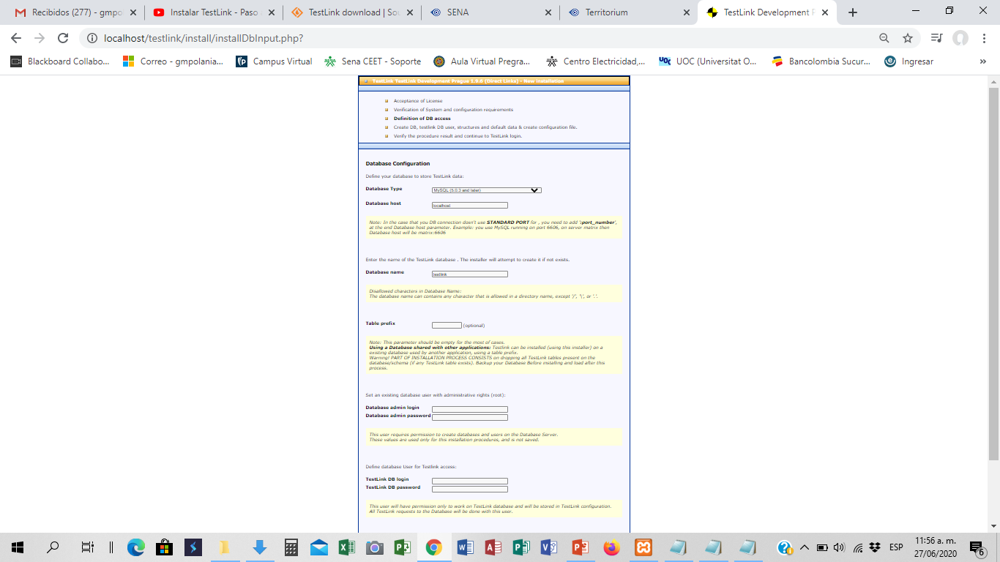 Recibidos (277) - gmpol
Instalar TestLink - Paso
TestLink download | So
SENA
Territorium
TestLink Development P
localhost/testlink/install/installDbInput.php?
Blackboard Collabo...
Correo - gmpolania...
Campus Virtual
Sena CEET - Soporte
Aula Virtual Pregra...
Centro Electricidad,...
UOC (Universitat O...
Bancolombia Sucur...
Ingresar
»
TestLink TestLink Development Prague 1.9.6 (Direct Links) - New installation
Acceptance of License
Verification of System and configuration requirements
Definition of DB access
Create DB, testlink DB user, structures and default data & create configuration file.
Verify the procedure result and continue to TestLink login.
Database Configuration
Define your database to store TestLink data:
Database Type MySQL (5.0.3 and later)
Database host localhost
Note: In the case that you DB connection dosn't use STANDARD PORT for , you need to add ':port_number',
at the end Database host parameter. Example: you use MySQL running on port 6606, on server matrix then
Database host will be matrix:6606
Enter the name of the TestLink database . The installer will attempt to create it if not exists.
Database name testlink
Disallowed characters in Database Name:
The database name can contains any character that is allowed in a directory name, except '/', '\', or '.'.
Table prefix (optional)
Note: This parameter should be empty for the most of cases.
Using a Database shared with other applications: Testlink can be installed (using this installer) on a
existing database used by another application, using a table prefix.
Warning! PART OF INSTALLATION PROCESS CONSISTS on dropping all TestLink tables present on the
database/schema (if any TestLink table exists). Backup your Database Before installing and load after this
process.
Set an existing database user with administrative rights (root):
Database admin login
Database admin password
This user requires permission to create databases and users on the Database Server.
These values are used only for this installation procedures, and is not saved.
Define database User for Testlink access:
TestLink DB login
TestLink DB password
This user will have permission only to work on TestLink database and will be stored in TestLink configuration.
All TestLink requests to the Database will be done with this user.
ESP
11:56 a. m.
27/06/2020
6